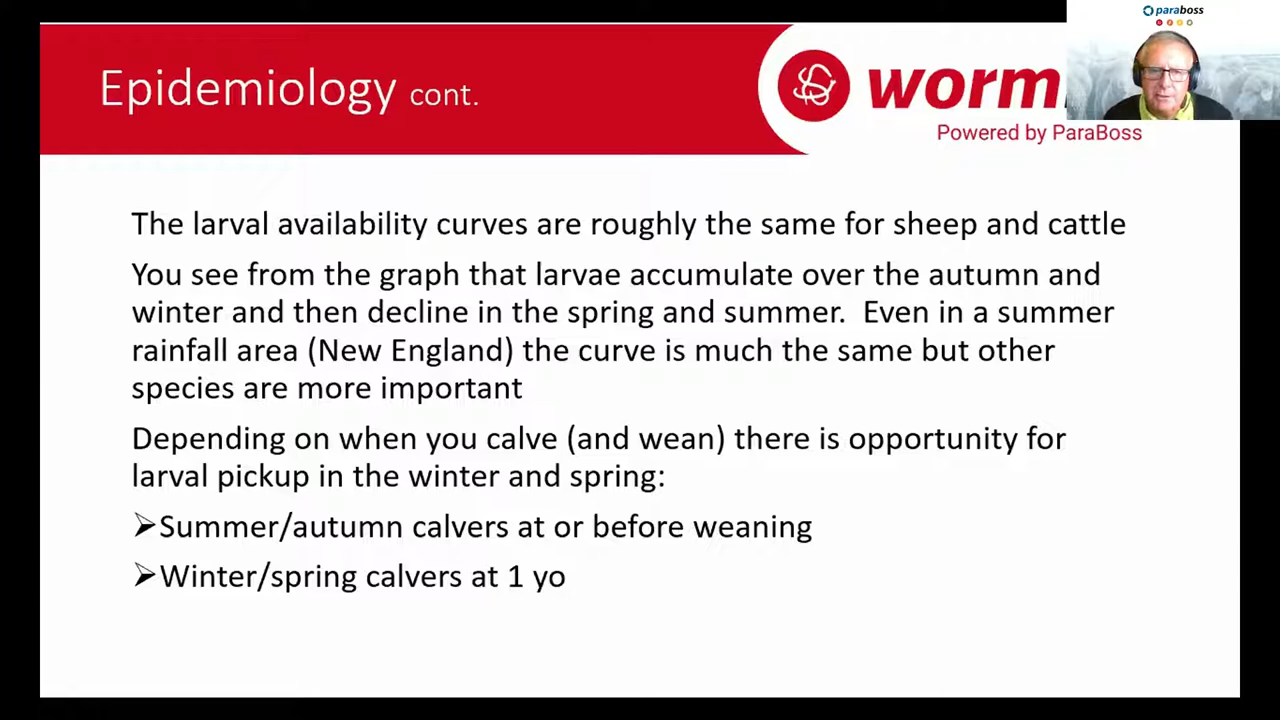 paraboss
Epidemiology cont.
worm
Powered by ParaBoss
The larval availability curves are roughly the same for sheep and cattle
You see from the graph that larvae accumulate over the autumn and
winter and then decline in the spring and summer. Even in a summer
rainfall area (New England) the curve is much the same but other
species are more important
Depending on when you calve (and wean) there is opportunity for
larval pickup in the winter and spring:
➢Summer/autumn calvers at or before weaning
➢Winter/spring calvers at 1 yo